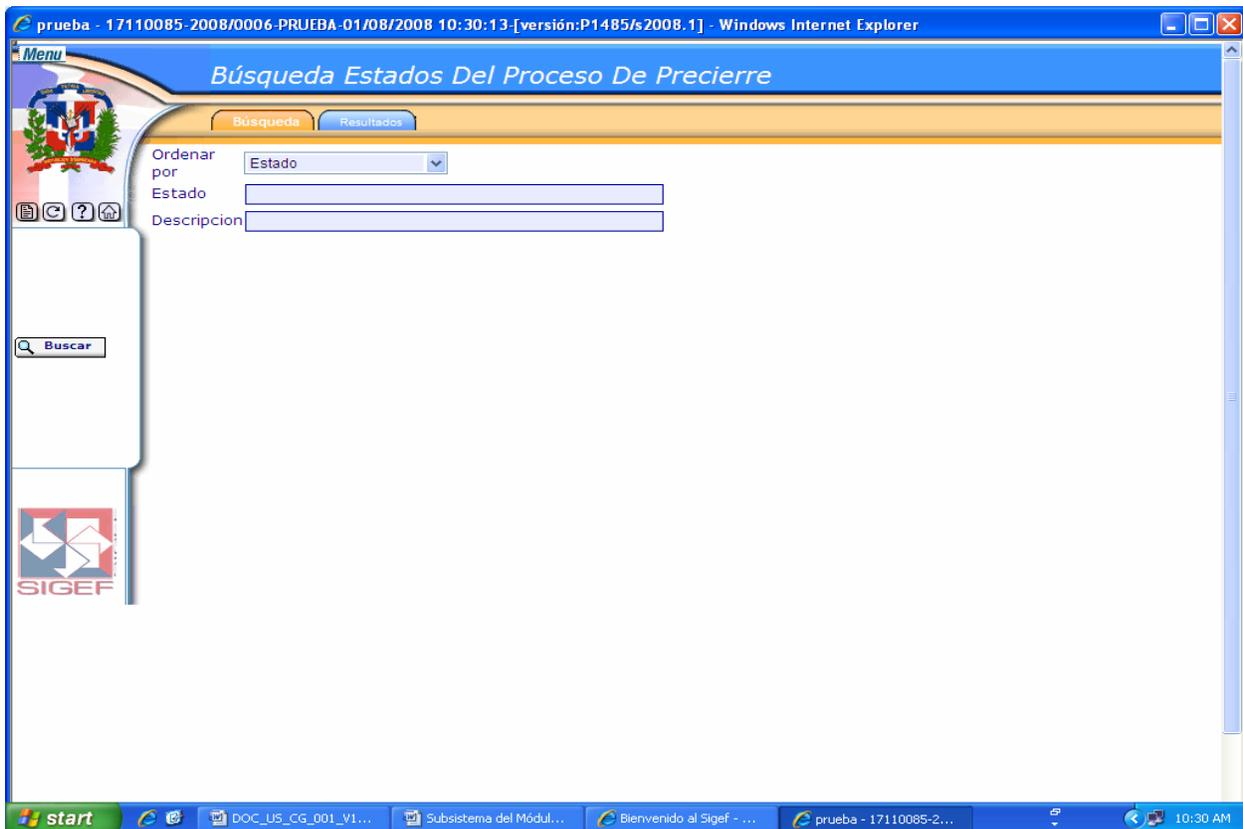 prueba - 17110085-2008/0006-PRUEBA-01/08/2008 10:30:13-[versión:P1485/s2008.1] - Windows Internet Explorer
Menu
Búsqueda Estados Del Proceso De Precierre
Búsqueda
Resultados
Ordenar por
Estado
Estado
Descripcion
Buscar
SIGEF
start
DOC_US_CG_001_V1...
Subsistema del Módul...
Bienvenido al Sigef - ...
prueba - 17110085-2...
10:30 AM